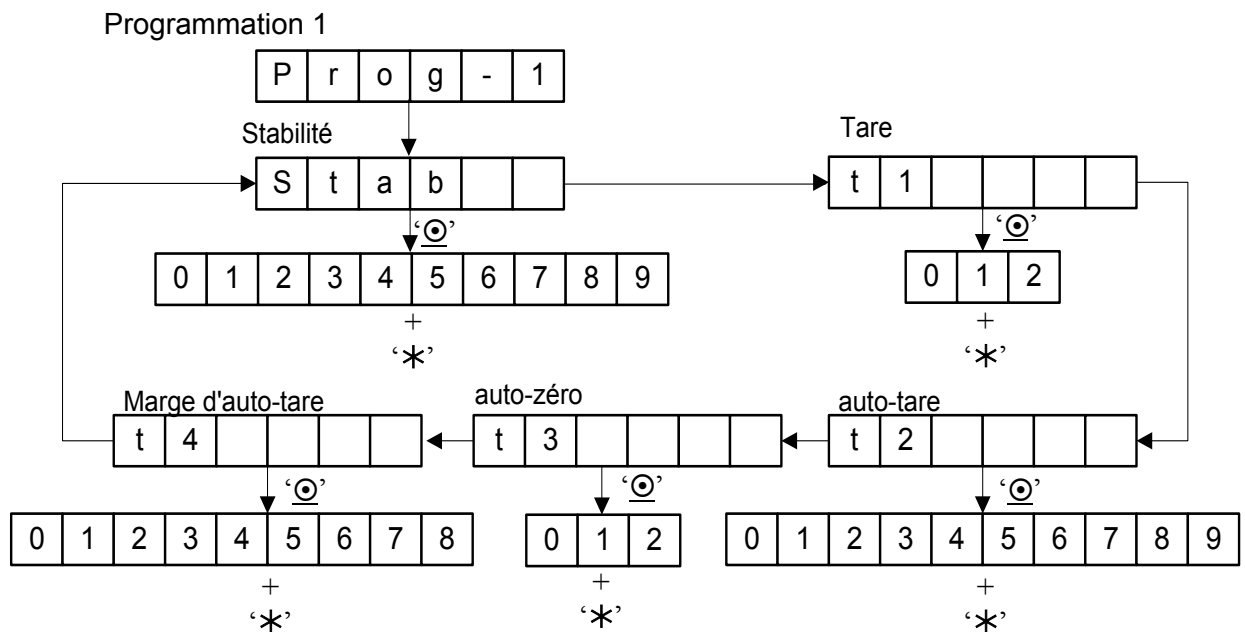 Programmation 1
P r o g - 1
Stabilité
Tare
S t a b
t 1
‘⊙’
‘⊙’
0 1 2 3 4 5 6 7 8 9
0 1 2
+
+
‘*’
‘*’
Marge d'auto-tare
auto-zéro
auto-tare
t 4
t 3
t 2
‘⊙’
‘⊙’
‘⊙’
0 1 2 3 4 5 6 7 8
0 1 2
0 1 2 3 4 5 6 7 8 9
+
+
+
‘*’
‘*’
‘*’